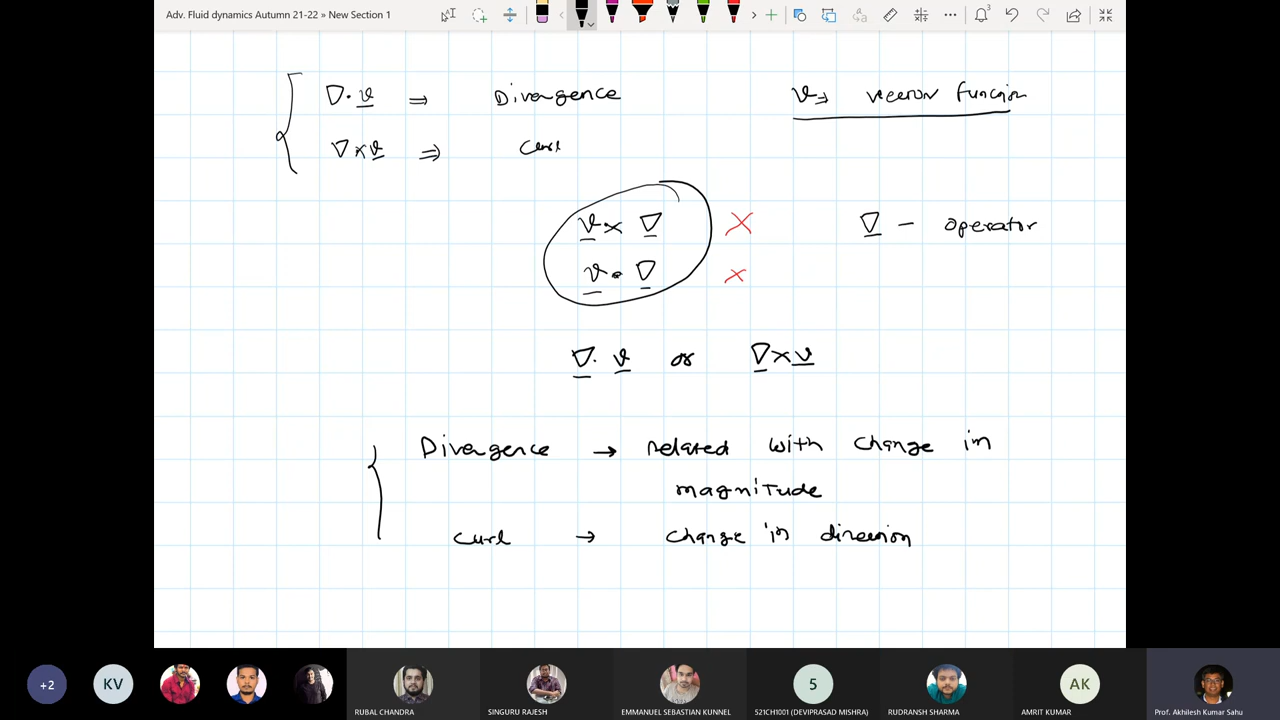 Adv. Fluid dynamics Autumn 21-22 » New Section 1
∇· v ⇒ Divergence v ⇒ vector function
∇ × v ⇒ curl
v × ∇ × ∇ – operator
v · ∇ ×
∇· v or ∇ × v
Divergence → related with change in
magnitude
curl → change in direction
+2 KV 5 AK
RUBAL CHANDRA SINGURU RAJESH EMMANUEL SEBASTIAN KUNNEL 521CH1001 (DEVIPRASAD MISHRA) RUDRANSH SHARMA AMRIT KUMAR Prof. Akhilesh Kumar Sahu